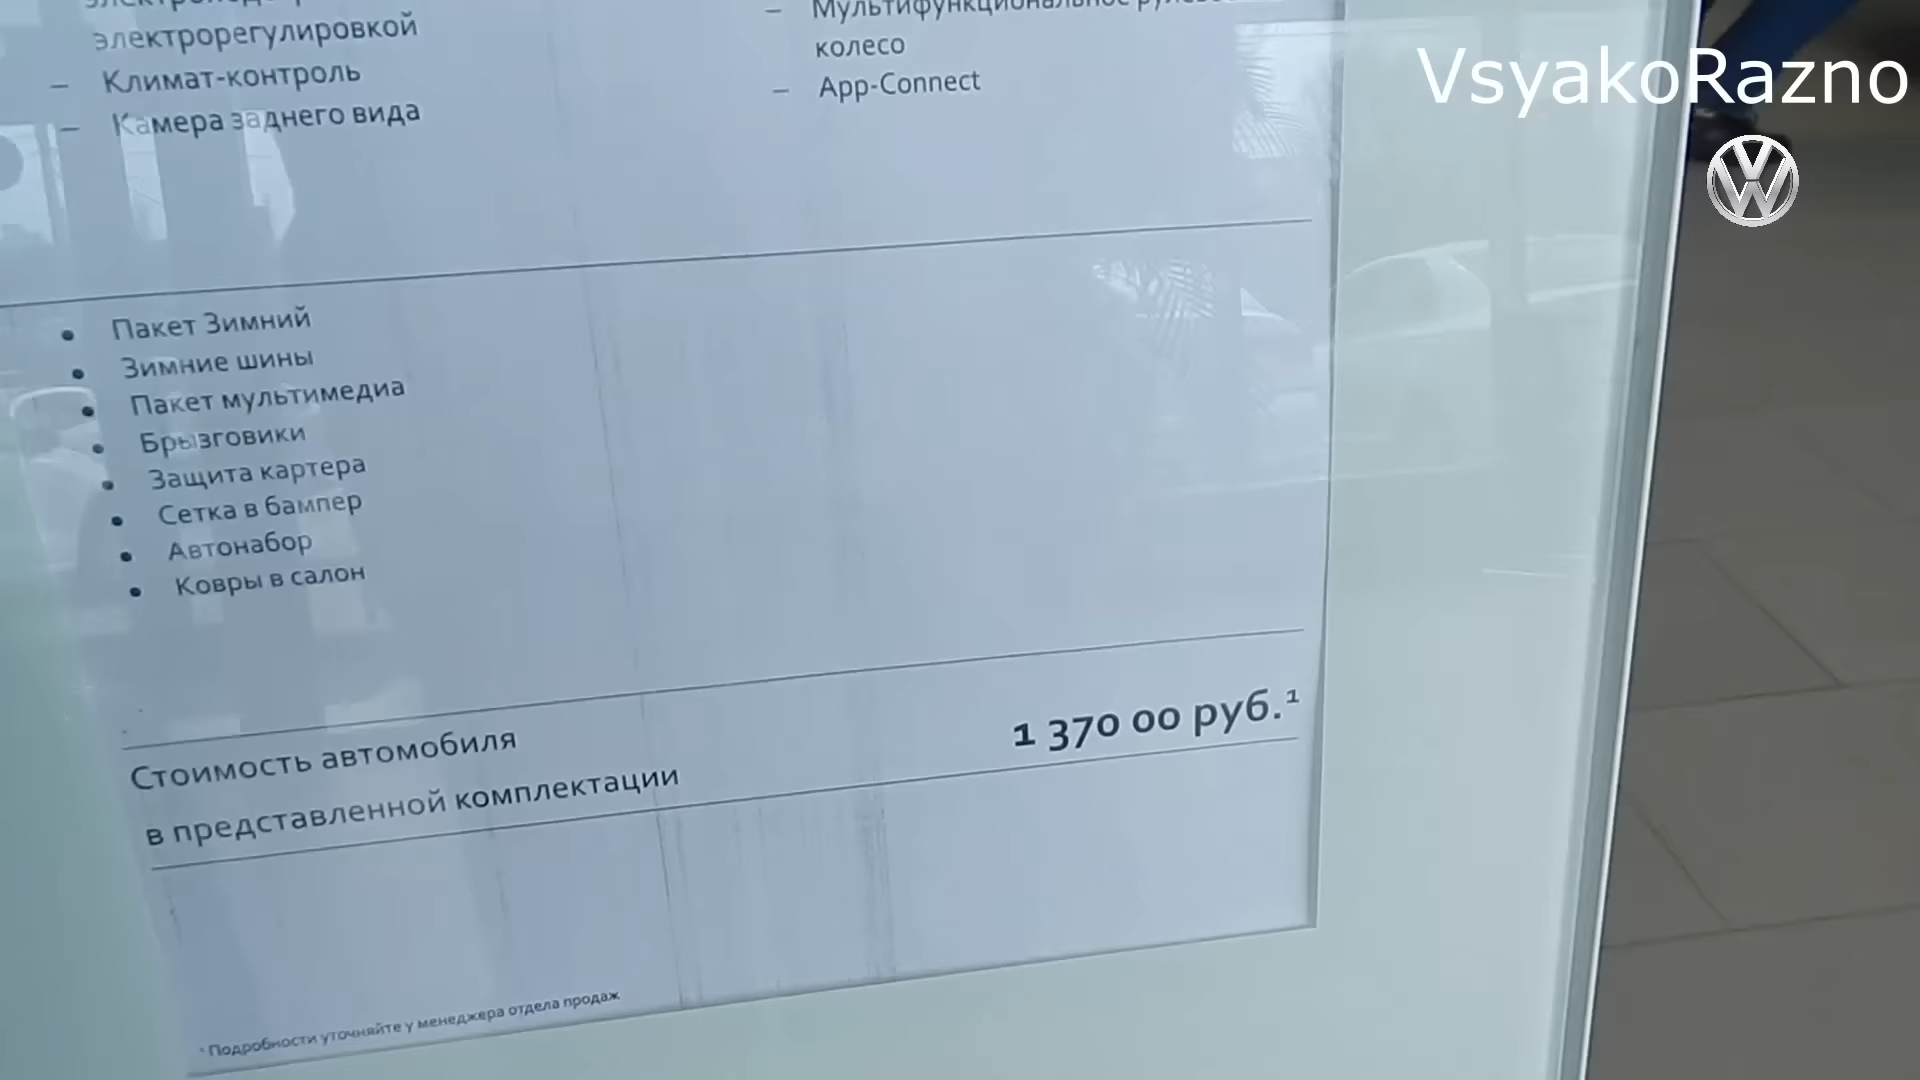 электрорегулировкой
– Климат-контроль
– Камера заднего вида
– Мультифункциональное
колесо
– App-Connect
VsyakoRazno
• Пакет Зимний
• Зимние шины
• Пакет мультимедиа
• Брызговики
• Защита картера
• Сетка в бампер
• Автонабор
• Ковры в салон
Стоимость автомобиля
в представленной комплектации
1 370 00 руб.¹
¹ Подробности уточняйте у менеджера отдела продаж